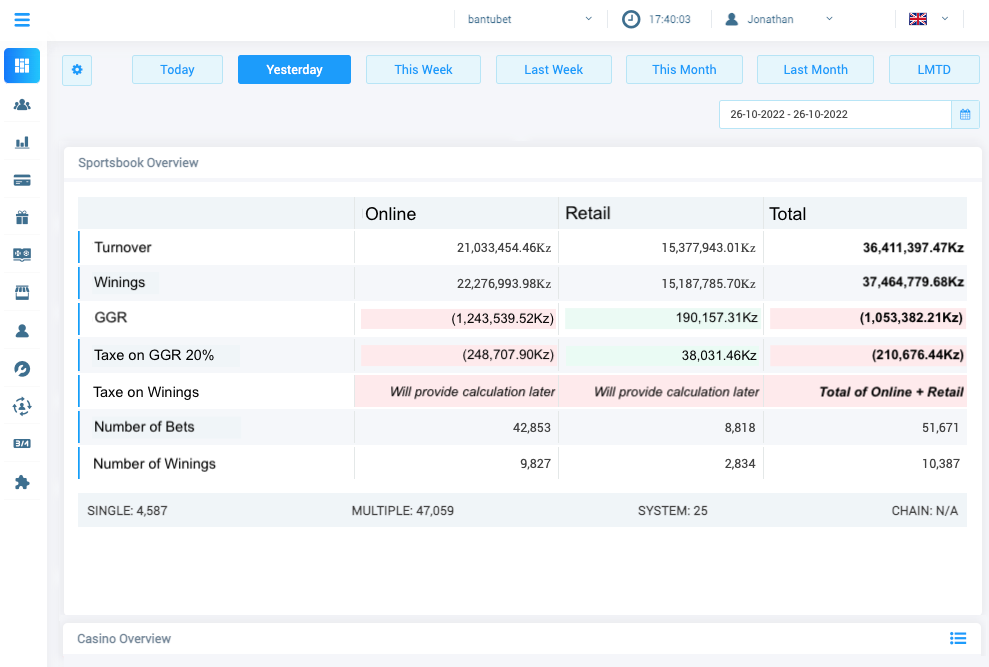 bantubet 17:40:03 Jonathan
Today Yesterday This Week Last Week This Month Last Month LMTD
26-10-2022 - 26-10-2022
Sportsbook Overview
Online Retail Total
Turnover 21,033,454.46Kz 15,377,943.01Kz 36,411,397.47Kz
Winings 22,276,993.98Kz 15,187,785.70Kz 37,464,779.68Kz
GGR (1,243,539.52Kz) 190,157.31Kz (1,053,382.21Kz)
Taxe on GGR 20% (248,707.90Kz) 38,031.46Kz (210,676.44Kz)
Taxe on Winings Will provide calculation later Will provide calculation later Total of Online + Retail
Number of Bets 42,853 8,818 51,671
3/4
Number of Winings 9,827 2,834 10,387
SINGLE: 4,587 MULTIPLE: 47,059 SYSTEM: 25 CHAIN: N/A
Casino Overview